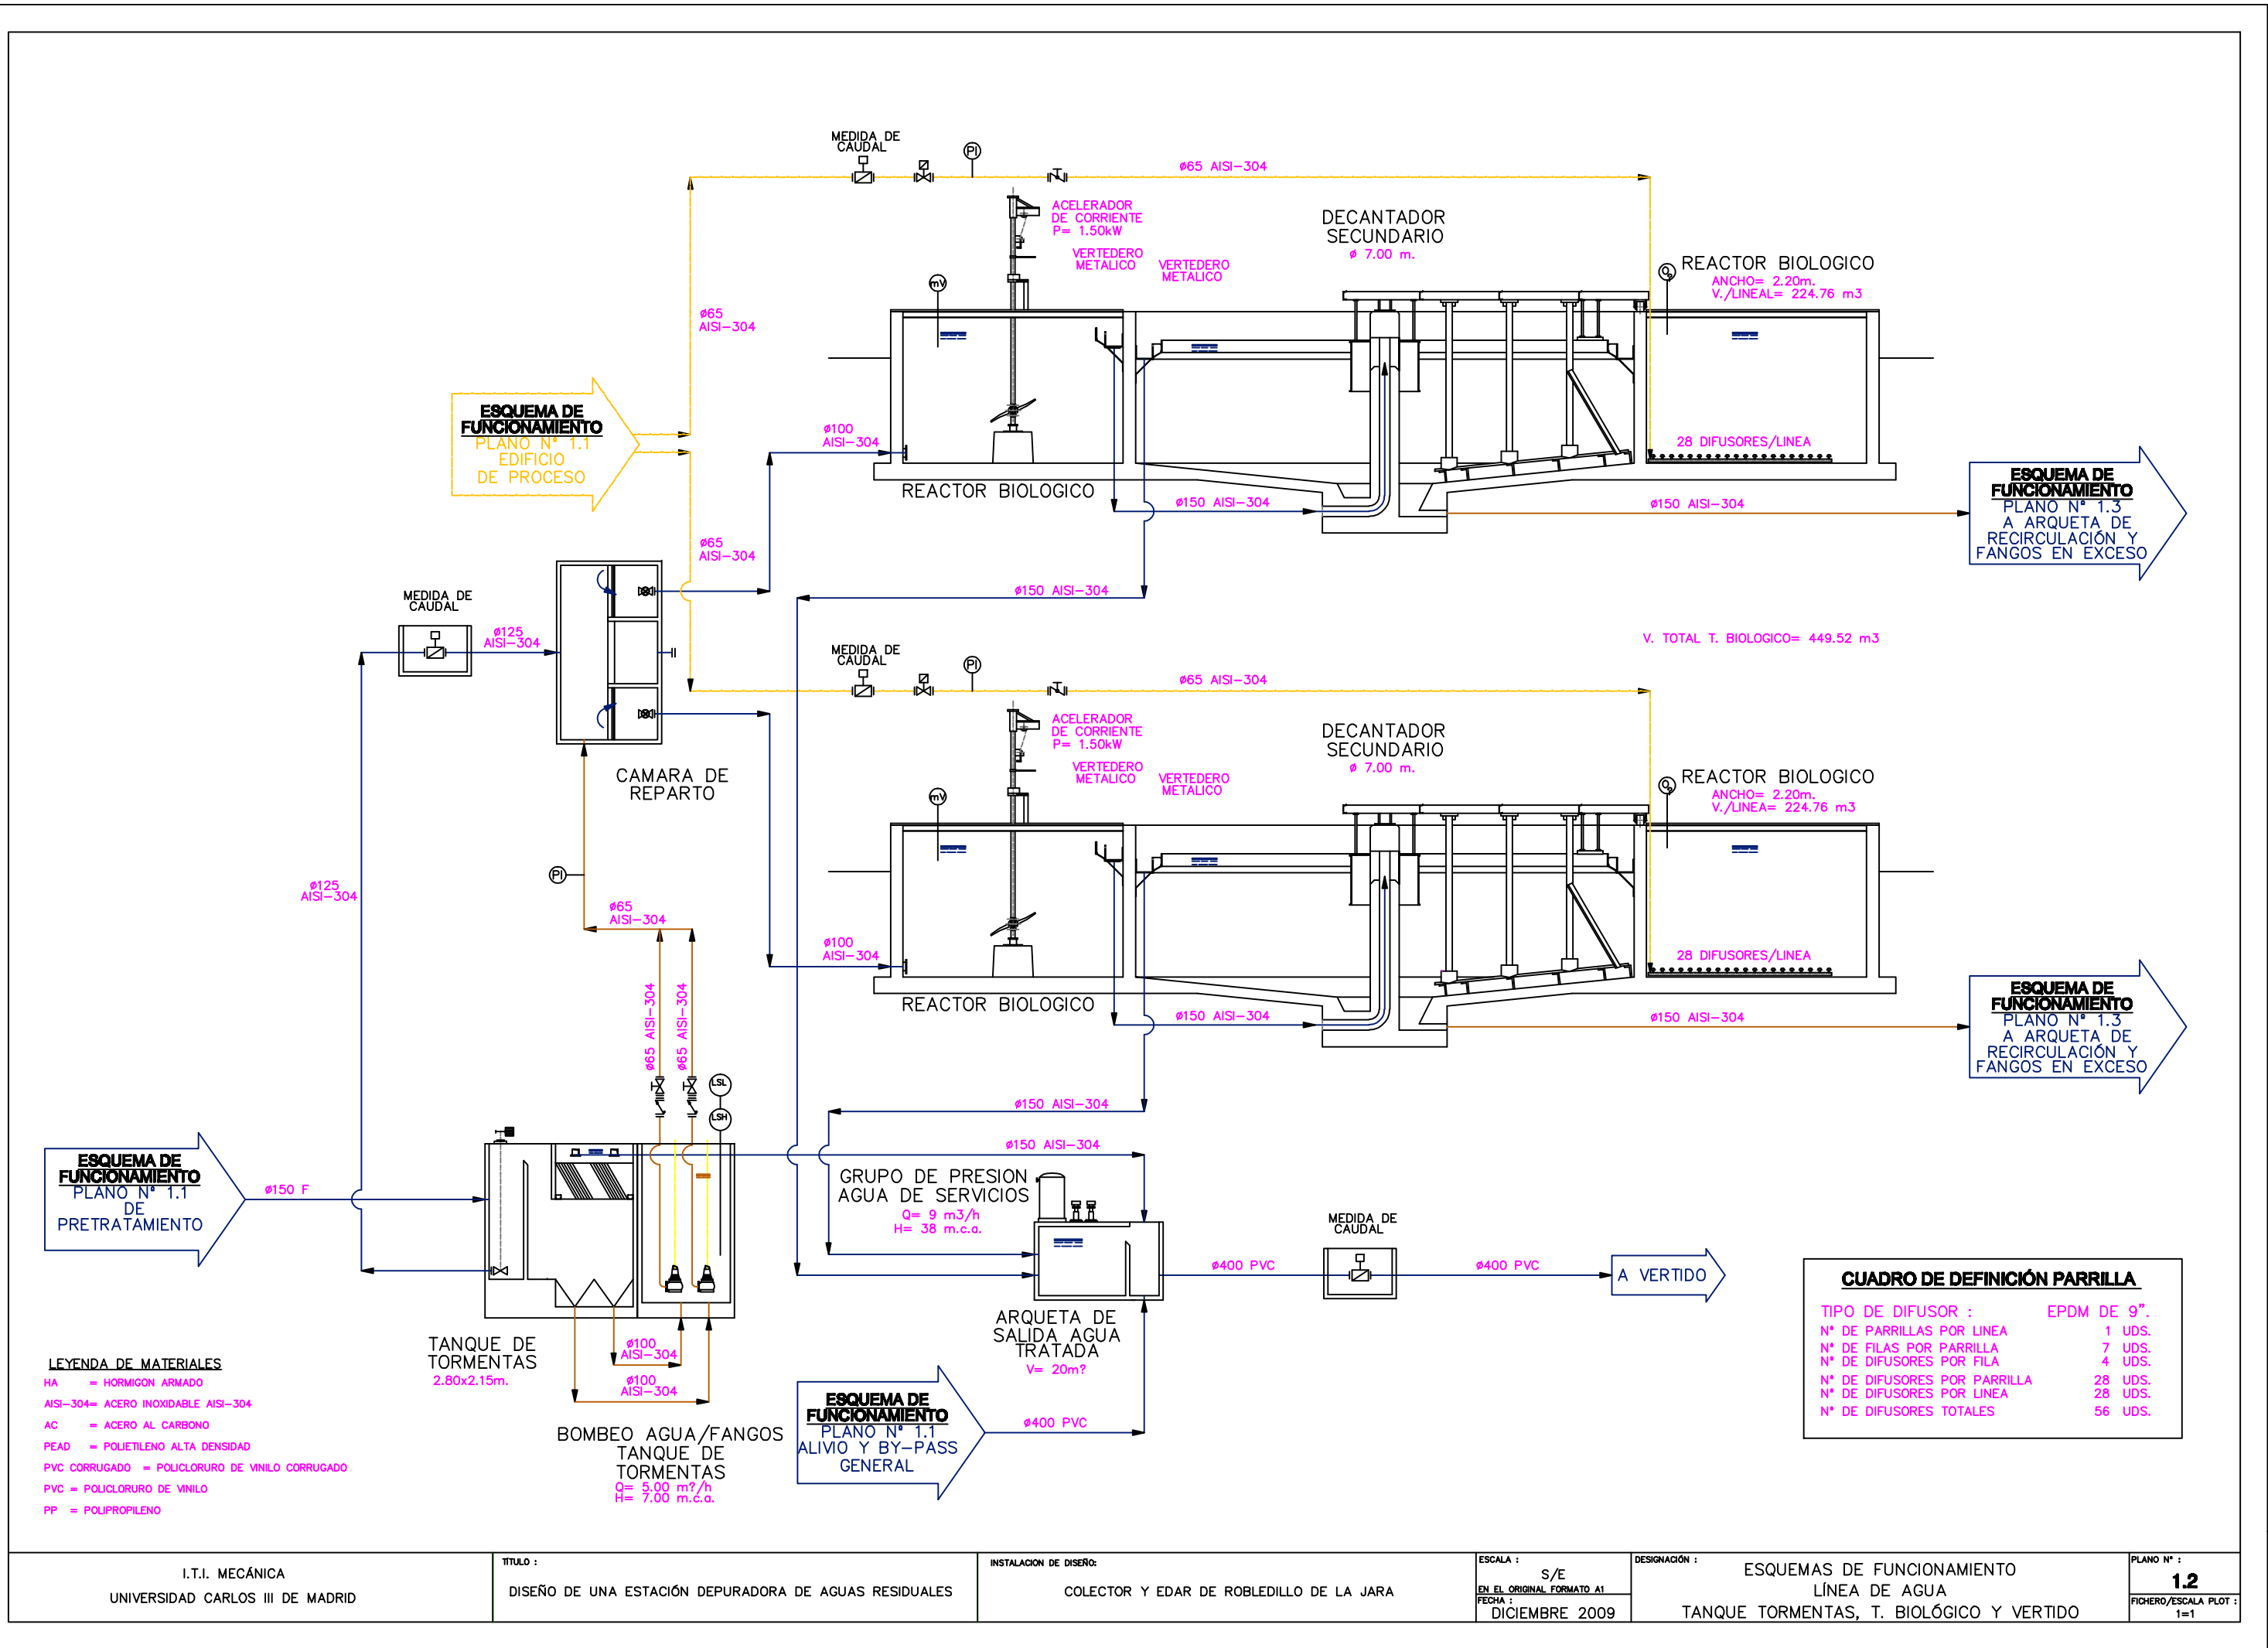 MEDIDA DE
CAUDAL
PI
ø65 AISI-304
ACELERADOR
DE CORRIENTE
P= 1.50kW
VERTEDERO
METALICO
VERTEDERO
METALICO
DECANTADOR
SECUNDARIO
ø 7.00 m.
REACTOR BIOLOGICO
ANCHO= 2.20m.
V./LINEAL= 224.76 m3
mV
O₂
ø65
AISI-304
ESQUEMA DE
FUNCIONAMIENTO
PLANO Nº 1.1
EDIFICIO
DE PROCESO
ø100
AISI-304
28 DIFUSORES/LINEA
REACTOR BIOLOGICO
ø150 AISI-304
ø150 AISI-304
ESQUEMA DE
FUNCIONAMIENTO
PLANO Nº 1.3
A ARQUETA DE
RECIRCULACIÓN Y
FANGOS EN EXCESO
ø65
AISI-304
ø150 AISI-304
MEDIDA DE
CAUDAL
ø125
AISI-304
V. TOTAL T. BIOLOGICO= 449.52 m3
MEDIDA DE
CAUDAL
PI
ø65 AISI-304
ACELERADOR
DE CORRIENTE
P= 1.50kW
VERTEDERO
METALICO
VERTEDERO
METALICO
DECANTADOR
SECUNDARIO
ø 7.00 m.
REACTOR BIOLOGICO
ANCHO= 2.20m.
V./LINEA= 224.76 m3
mV
O₂
CAMARA DE
REPARTO
PI
ø125
AISI-304
ø65
AISI-304
ø100
AISI-304
28 DIFUSORES/LINEA
REACTOR BIOLOGICO
ø150 AISI-304
ø150 AISI-304
ESQUEMA DE
FUNCIONAMIENTO
PLANO Nº 1.3
A ARQUETA DE
RECIRCULACIÓN Y
FANGOS EN EXCESO
ø65 AISI-304
ø65 AISI-304
LSL
LSH
ø150 AISI-304
ø150 AISI-304
ESQUEMA DE
FUNCIONAMIENTO
PLANO Nº 1.1
DE
PRETRATAMIENTO
ø150 F
GRUPO DE PRESION
AGUA DE SERVICIOS
Q= 9 m3/h
H= 38 m.c.a.
MEDIDA DE
CAUDAL
ø400 PVC
ø400 PVC
A VERTIDO
ARQUETA DE
SALIDA AGUA
TRATADA
V= 20m?
TANQUE DE
TORMENTAS
2.80x2.15m.
ø100
AISI-304
ø100
AISI-304
BOMBEO AGUA/FANGOS
TANQUE DE
TORMENTAS
Q= 5.00 m?/h
H= 7.00 m.c.a.
ESQUEMA DE
FUNCIONAMIENTO
PLANO Nº 1.1
ALIVIO Y BY-PASS
GENERAL
ø400 PVC
CUADRO DE DEFINICIÓN PARRILLA
TIPO DE DIFUSOR : EPDM DE 9".
Nº DE PARRILLAS POR LINEA 1 UDS.
Nº DE FILAS POR PARRILLA 7 UDS.
Nº DE DIFUSORES POR FILA 4 UDS.
Nº DE DIFUSORES POR PARRILLA 28 UDS.
Nº DE DIFUSORES POR LINEA 28 UDS.
Nº DE DIFUSORES TOTALES 56 UDS.
LEYENDA DE MATERIALES
HA = HORMIGON ARMADO
AISI-304= ACERO INOXIDABLE AISI-304
AC = ACERO AL CARBONO
PEAD = POLIETILENO ALTA DENSIDAD
PVC CORRUGADO = POLICLORURO DE VINILO CORRUGADO
PVC = POLICLORURO DE VINILO
PP = POLIPROPILENO
I.T.I. MECÁNICA
UNIVERSIDAD CARLOS III DE MADRID
TITULO :
DISEÑO DE UNA ESTACIÓN DEPURADORA DE AGUAS RESIDUALES
INSTALACION DE DISEÑO:
COLECTOR Y EDAR DE ROBLEDILLO DE LA JARA
ESCALA :
S/E
EN EL ORIGINAL FORMATO A1
FECHA :
DICIEMBRE 2009
DESIGNACIÓN :
ESQUEMAS DE FUNCIONAMIENTO
LÍNEA DE AGUA
TANQUE TORMENTAS, T. BIOLÓGICO Y VERTIDO
PLANO Nº :
1.2
FICHERO/ESCALA PLOT :
1=1